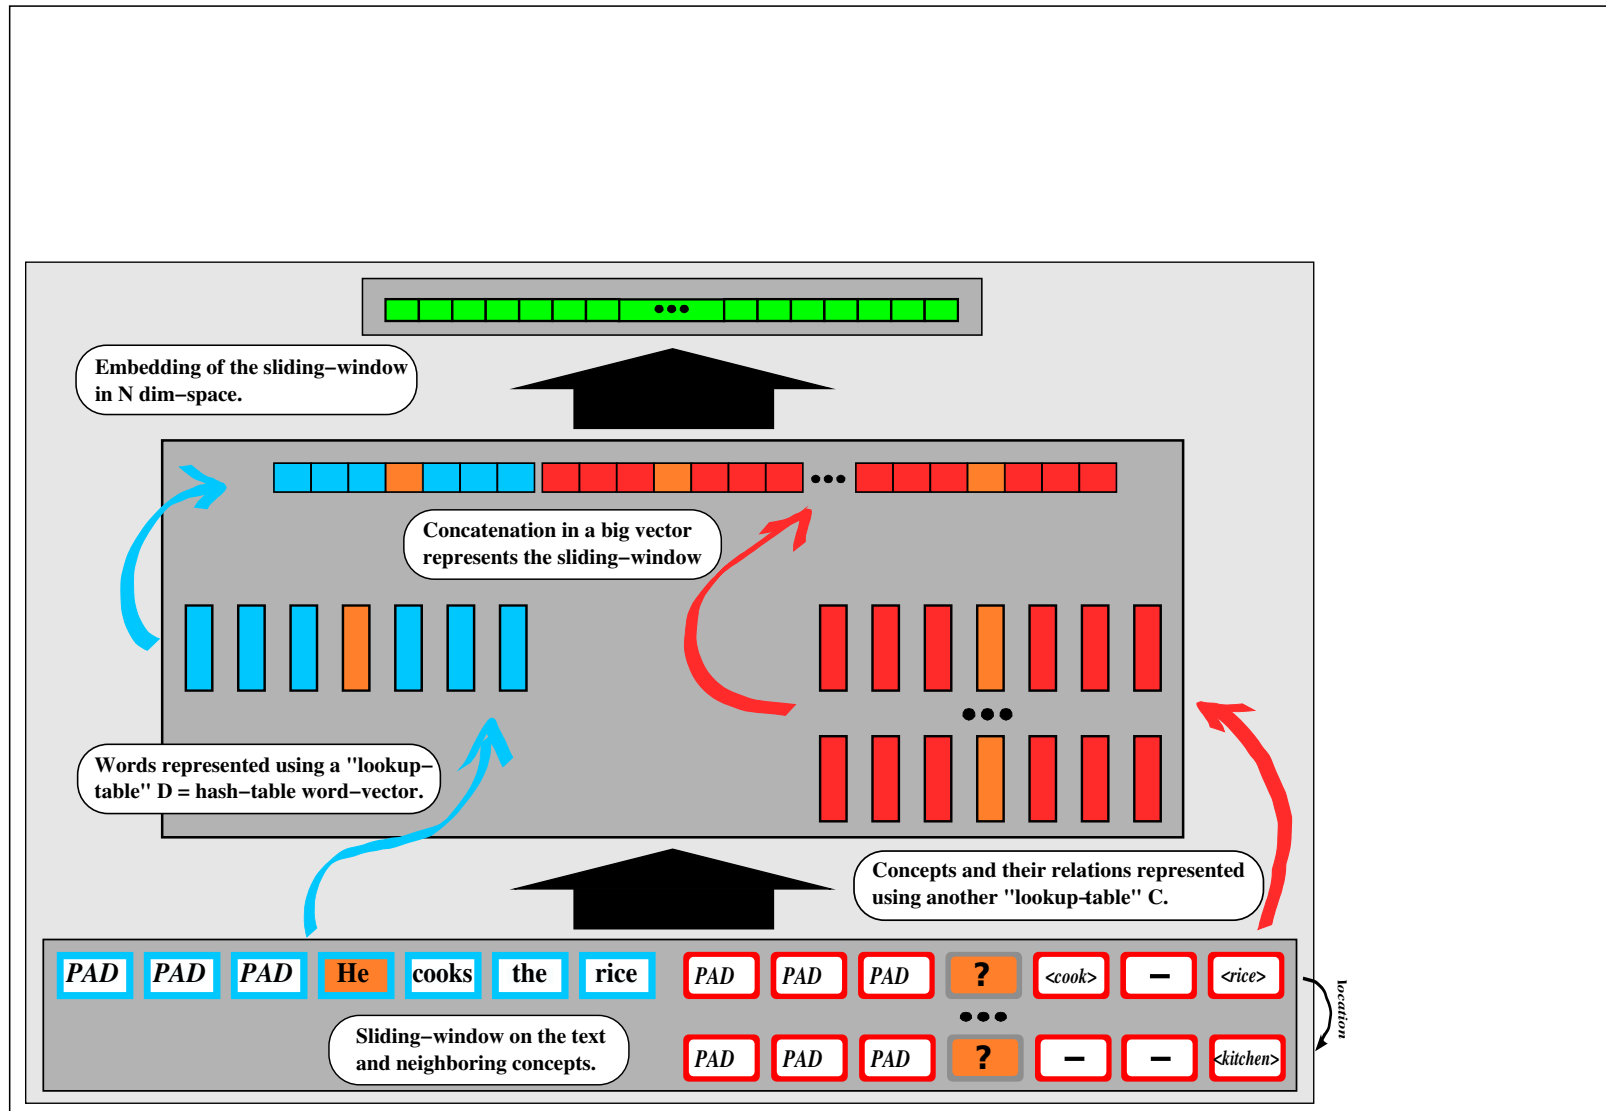 Embedding of the sliding−window
in N dim−space.
Concatenation in a big vector
represents the sliding−window
Words represented using a "lookup−
table" D = hash−table word−vector.
Concepts and their relations represented
using another "lookup-table" C.
PAD PAD PAD He cooks the rice PAD PAD PAD ? <cook> − <rice>
location
Sliding−window on the text
and neighboring concepts.
PAD PAD PAD ? − − <kitchen>